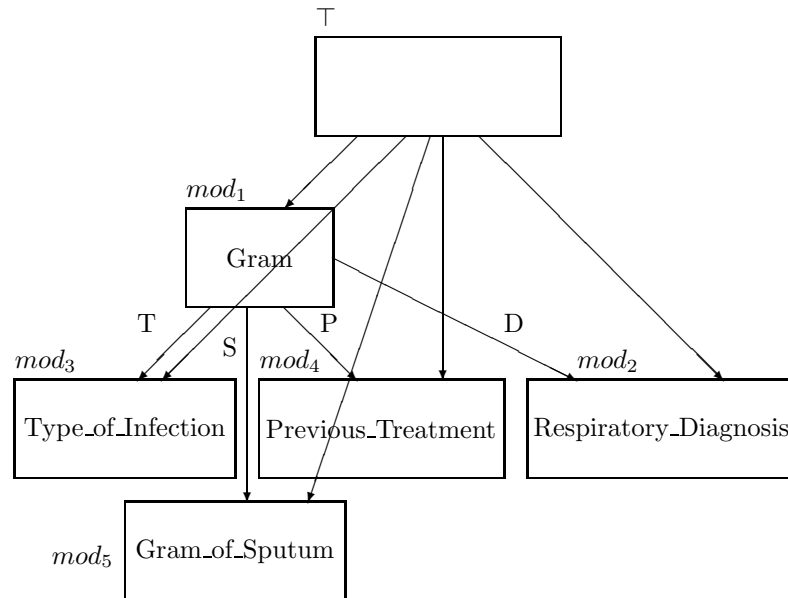 ⊤
mod₁
Gram
T
S
P
D
mod₃
mod₄
mod₂
Type_of_Infection
Previous_Treatment
Respiratory_Diagnosis
mod₅
Gram_of_Sputum